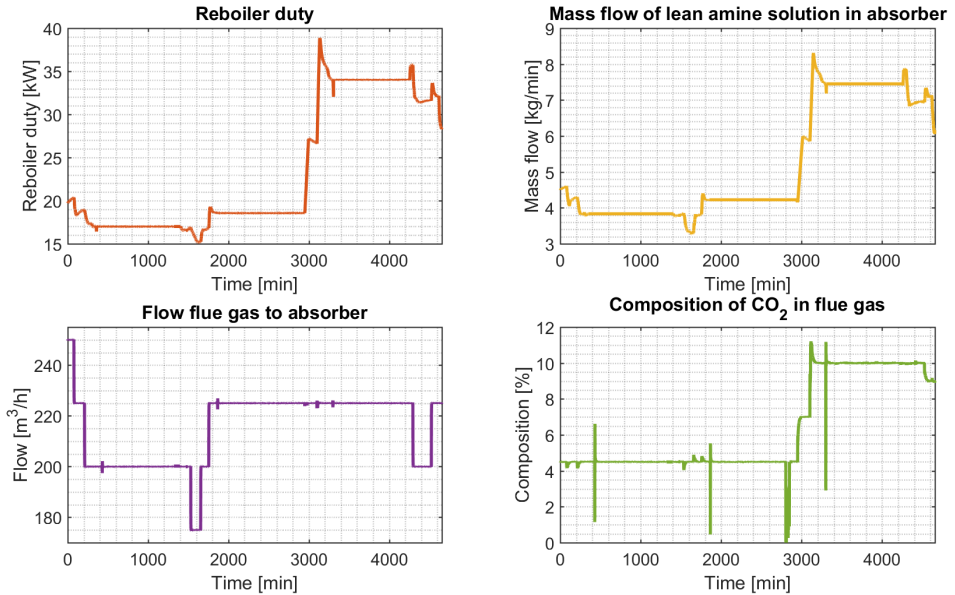 Reboiler duty
Reboiler duty [kW]
40
35
30
25
20
15
0 1000 2000 3000 4000
Time [min]
Mass flow of lean amine solution in absorber
Mass flow [kg/min]
9
8
7
6
5
4
3
0 1000 2000 3000 4000
Time [min]
Flow flue gas to absorber
Flow [m³/h]
240
220
200
180
0 1000 2000 3000 4000
Time [min]
Composition of CO₂ in flue gas
Composition [%]
12
10
8
6
4
2
0
0 1000 2000 3000 4000
Time [min]